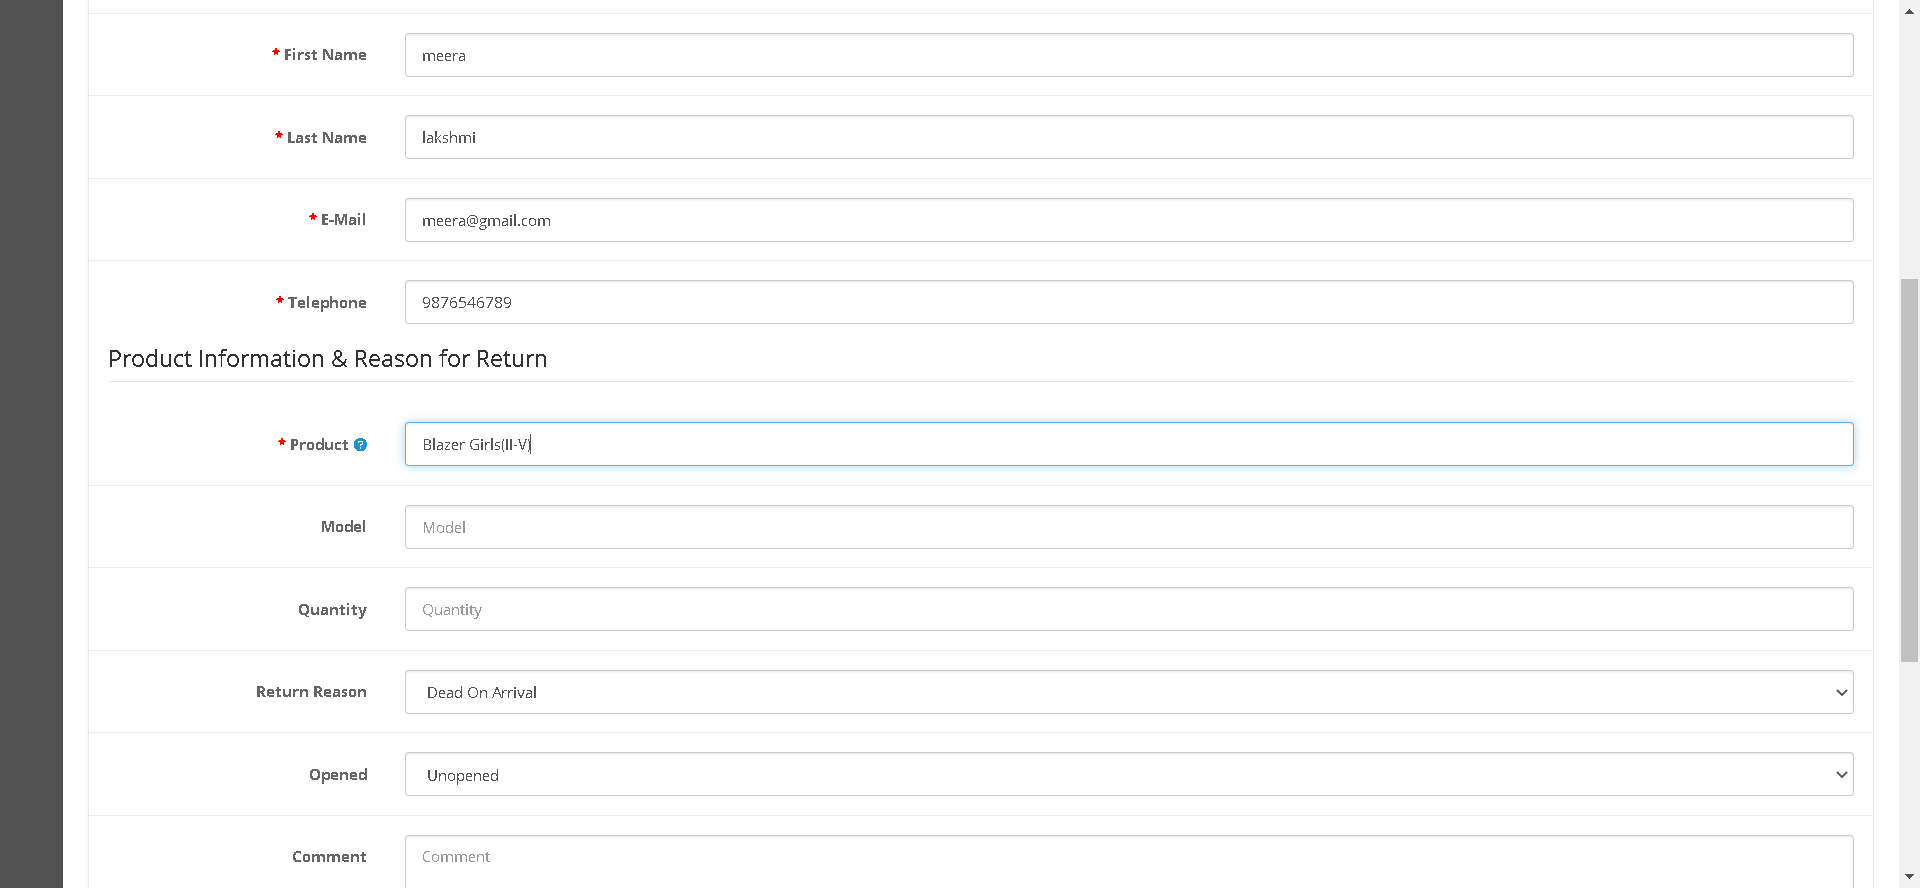 * First Name meera
* Last Name lakshmi
* E-Mail meera@gmail.com
* Telephone 9876546789
Product Information & Reason for Return
* Product ? Blazer Girls(II-V)
Model Model
Quantity Quantity
Return Reason Dead On Arrival
Opened Unopened
Comment Comment